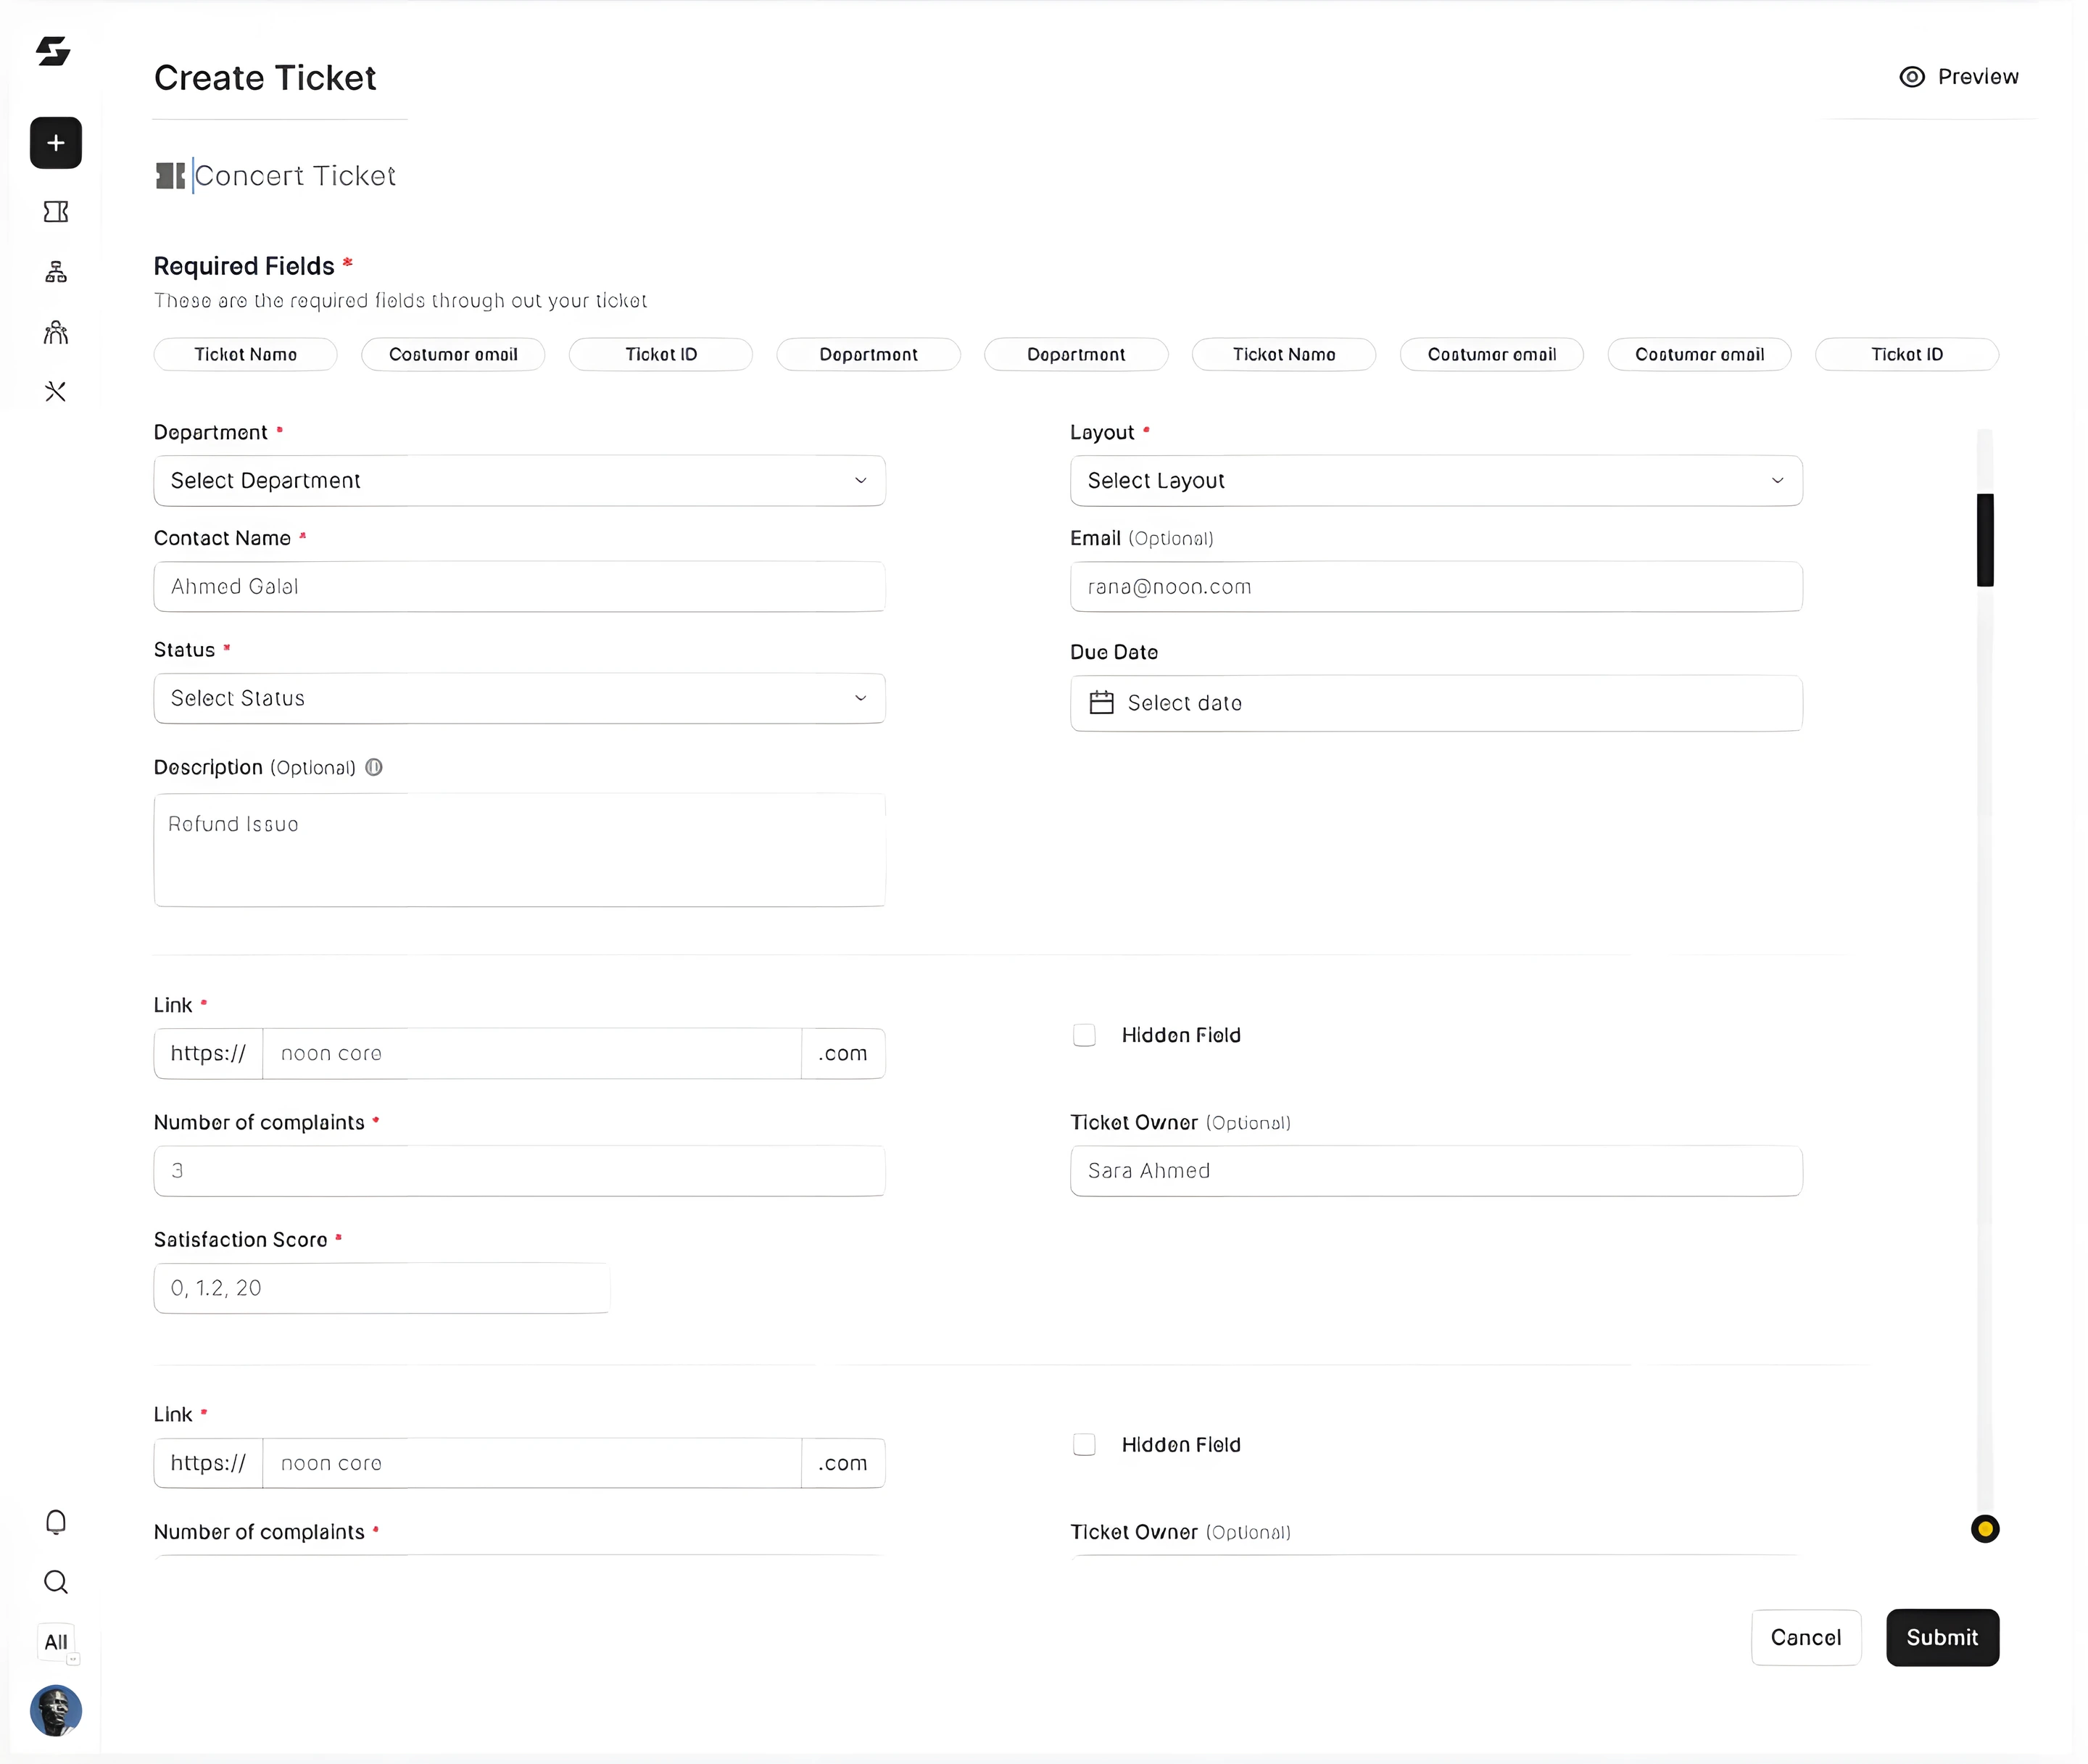 Create Ticket
Preview
Concert Ticket
Required Fields *
These are the required fields through out your ticket
Ticket Name
Costumer email
Ticket ID
Department
Department
Ticket Name
Costumer email
Costumer email
Ticket ID
Department *
Layout *
Select Department
Select Layout
Contact Name *
Email (Optional)
Ahmed Galal
rana@noon.com
Status *
Due Date
Select Status
Select date
Description (Optional)
Refund Issue
Link *
https:// noon core .com
Hidden Field
Number of complaints *
Ticket Owner (Optional)
3
Sara Ahmed
Satisfaction Score *
0, 1.2, 20
Link *
https:// noon core .com
Hidden Field
Number of complaints *
Ticket Owner (Optional)
All
Cancel
Submit